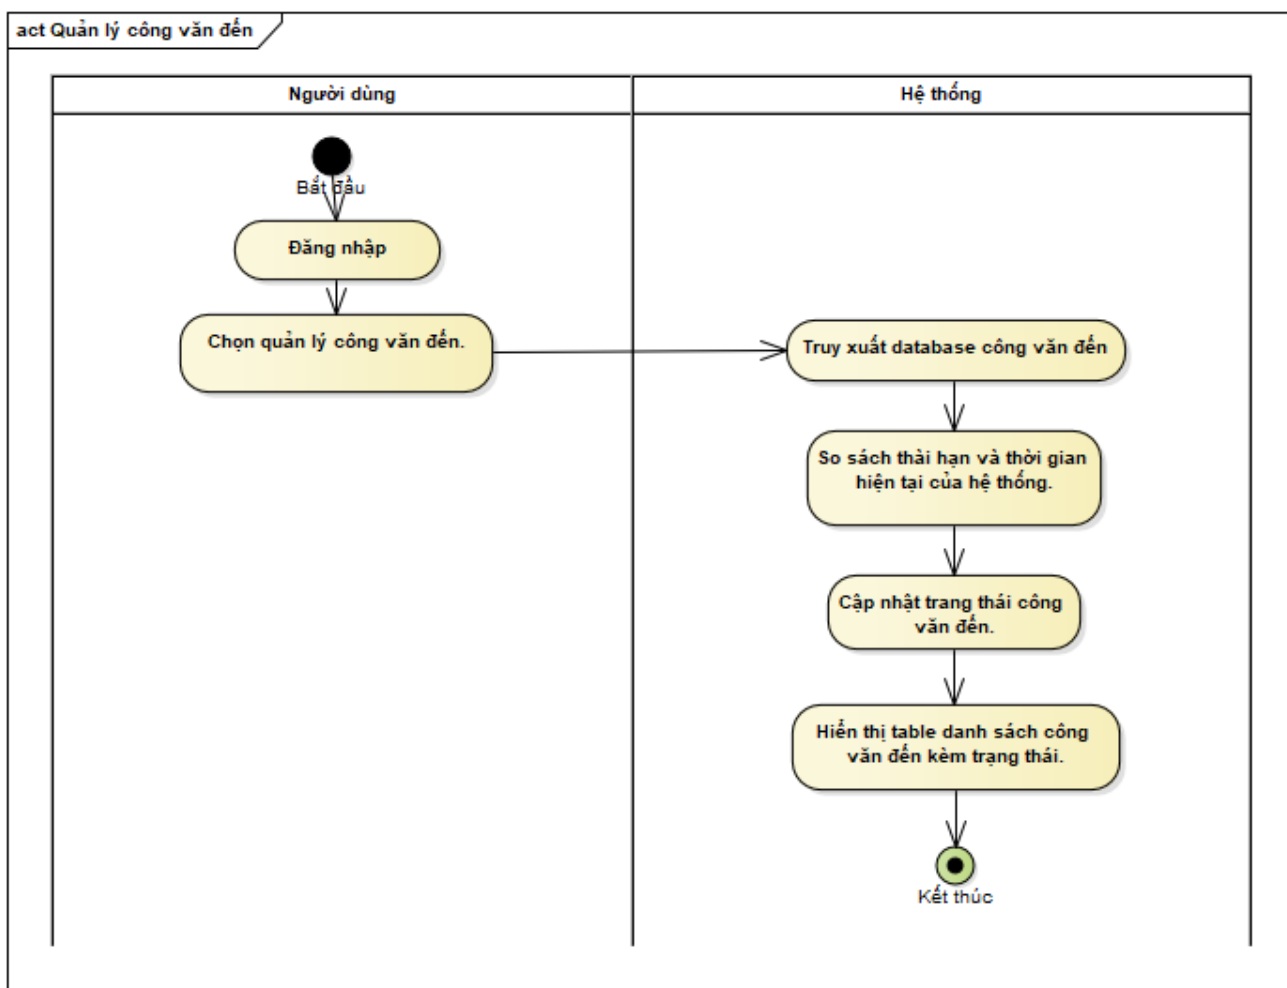 act Quản lý công văn đến
Người dùng
Hệ thống
Bắt đầu
Đăng nhập
Chọn quản lý công văn đến.
Truy xuất database công văn đến
So sách thài hạn và thời gian
hiện tại của hệ thống.
Cập nhật trang thái công
văn đến.
Hiển thị table danh sách công
văn đến kèm trạng thái.
Kết thúc